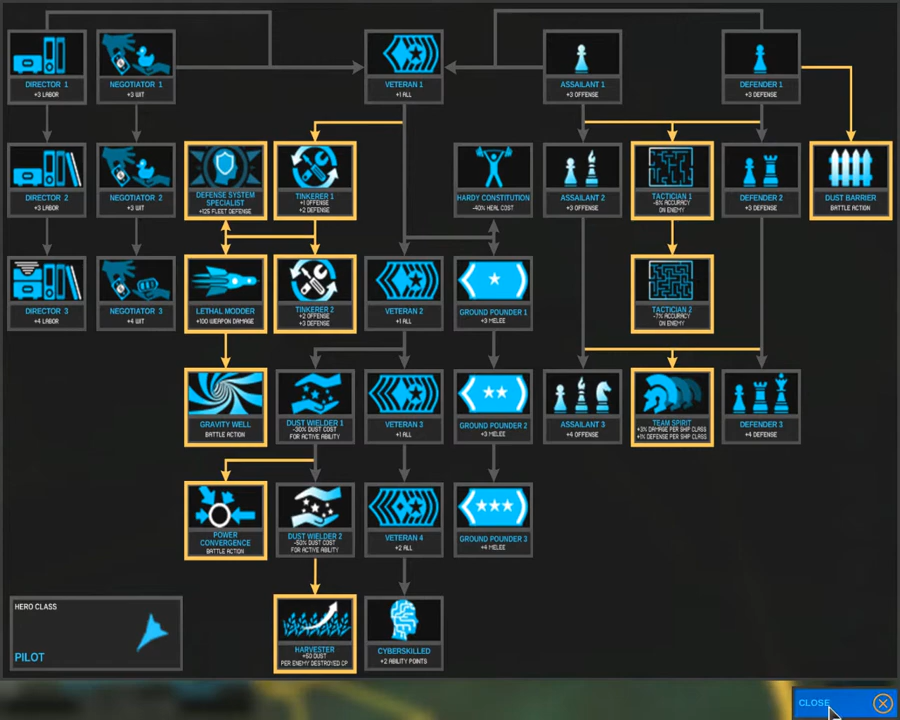 DIRECTOR 1
+3 LABOR
NEGOTIATOR 1
+3 WIT
VETERAN 1
+1 ALL
ASSAILANT 1
+3 OFFENSE
DEFENDER 1
+3 DEFENSE
DIRECTOR 2
+3 LABOR
NEGOTIATOR 2
+3 WIT
DEFENSE SYSTEM
SPECIALIST
+125 FLEET DEFENSE
TINKERER 1
+1 OFFENSE
+2 DEFENSE
HARDY CONSTITUTION
-40% HEAL COST
ASSAILANT 2
+3 OFFENSE
TACTICIAN 1
-6% ACCURACY
ON ENEMY
DEFENDER 2
+3 DEFENSE
DUST BARRIER
BATTLE ACTION
DIRECTOR 3
+4 LABOR
NEGOTIATOR 3
+4 WIT
LETHAL MODDER
+100 WEAPON DAMAGE
TINKERER 2
+2 OFFENSE
+3 DEFENSE
VETERAN 2
+1 ALL
GROUND POUNDER 1
+3 MELEE
TACTICIAN 2
-7% ACCURACY
ON ENEMY
GRAVITY WELL
BATTLE ACTION
DUST WIELDER 1
-30% DUST COST
FOR ACTIVE ABILITY
VETERAN 3
+1 ALL
GROUND POUNDER 2
+3 MELEE
ASSAILANT 3
+4 OFFENSE
TEAM SPIRIT
+3% DAMAGE PER SHIP CLASS
+1% DEFENSE PER SHIP CLASS
DEFENDER 3
+4 DEFENSE
POWER
CONVERGENCE
BATTLE ACTION
DUST WIELDER 2
-50% DUST COST
FOR ACTIVE ABILITY
VETERAN 4
+2 ALL
GROUND POUNDER 3
+4 MELEE
HERO CLASS
PILOT
HARVESTER
+50 DUST
PER ENEMY DESTROYED CP
CYBERSKILLED
+2 ABILITY POINTS
CLOSE